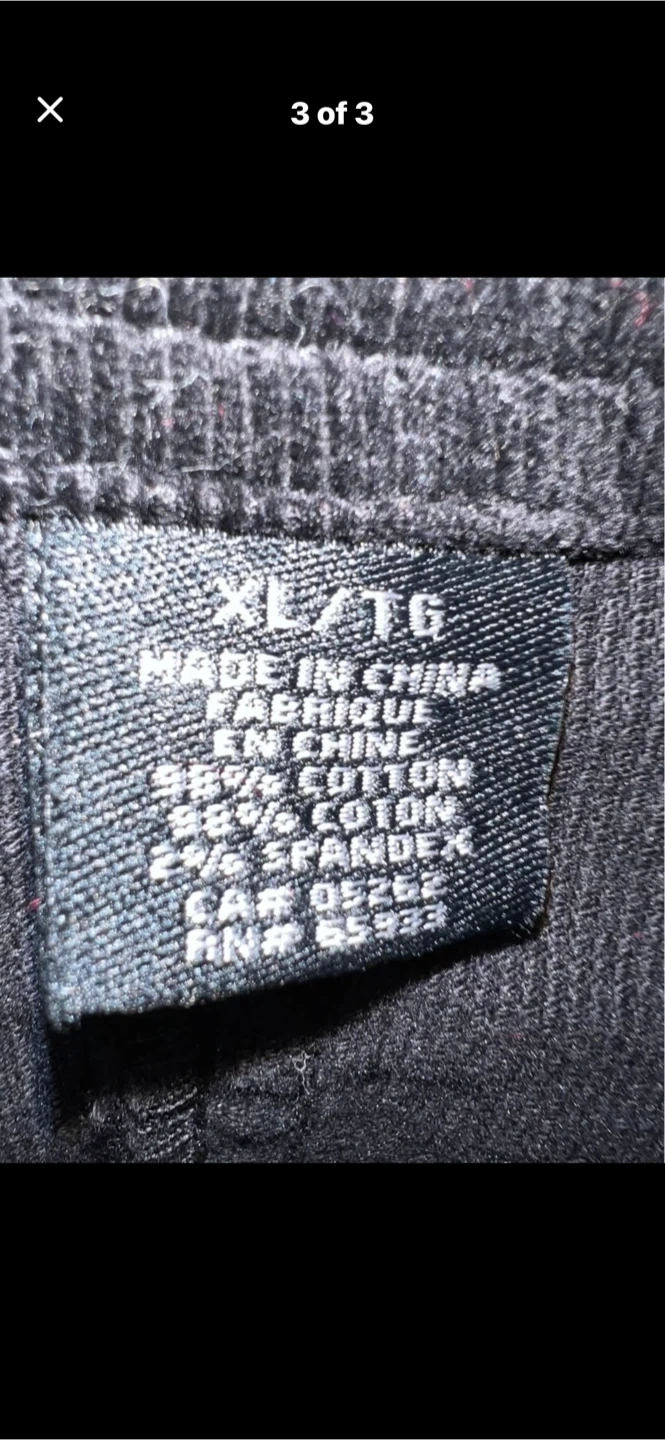 3 of 3
XL/TG
MADE IN CHINA
FABRIQUE
EN CHINE
98% COTTON
98% COTON
2% SPANDEX
CA# 05262
RN#